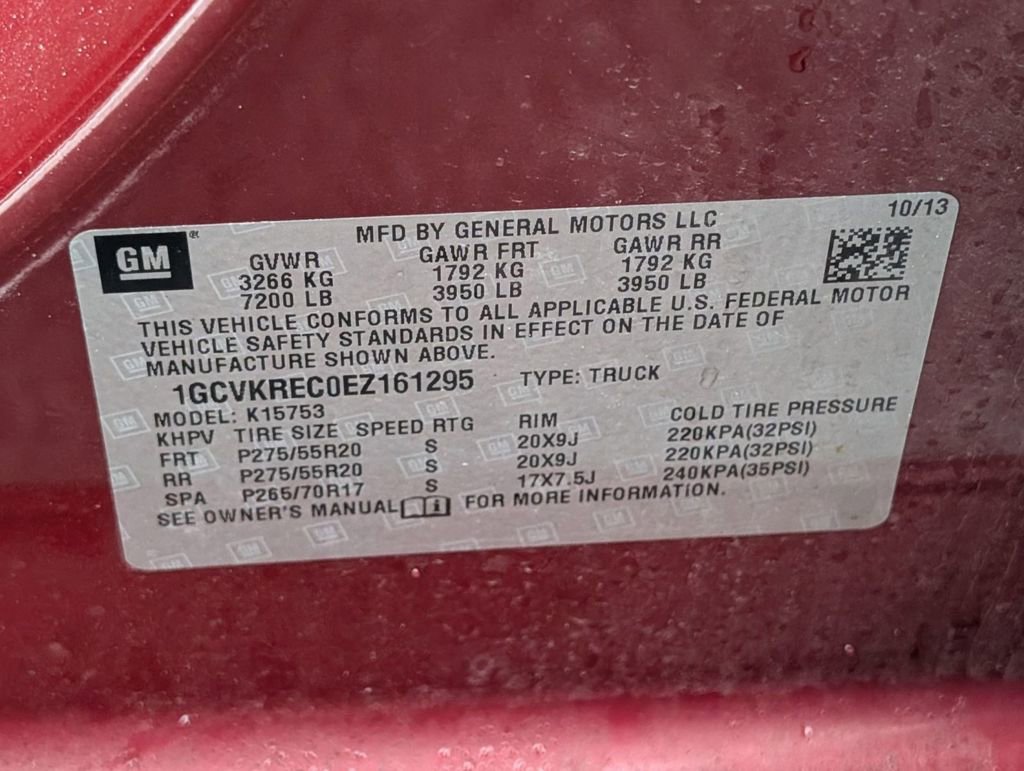 GM
MFD BY GENERAL MOTORS LLC 10/13
GVWR GAWR FRT GAWR RR
3266 KG 1792 KG 1792 KG
7200 LB 3950 LB 3950 LB
THIS VEHICLE CONFORMS TO ALL APPLICABLE U.S. FEDERAL MOTOR
VEHICLE SAFETY STANDARDS IN EFFECT ON THE DATE OF
MANUFACTURE SHOWN ABOVE.
1GCVKREC0EZ161295 TYPE: TRUCK
MODEL: K15753
KHPV TIRE SIZE SPEED RTG RIM COLD TIRE PRESSURE
FRT P275/55R20 S 20X9J 220KPA(32PSI)
RR P275/55R20 S 20X9J 220KPA(32PSI)
SPA P265/70R17 S 17X7.5J 240KPA(35PSI)
SEE OWNER'S MANUAL FOR MORE INFORMATION.